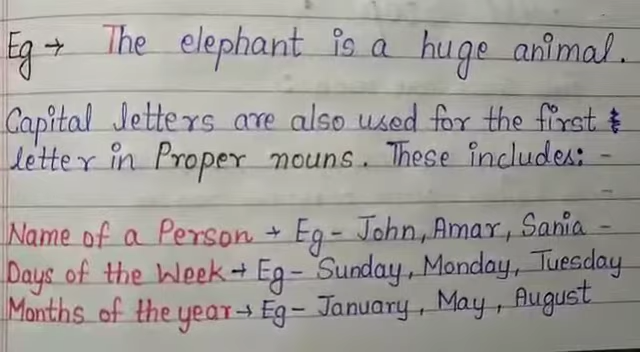 Eg → The elephant is a huge animal.
Capital letters are also used for the first
letter in Proper nouns. These includes: -
Name of a Person → Eg - John, Amar, Sania -
Days of the Week → Eg - Sunday, Monday, Tuesday
Months of the year → Eg - January, May, August